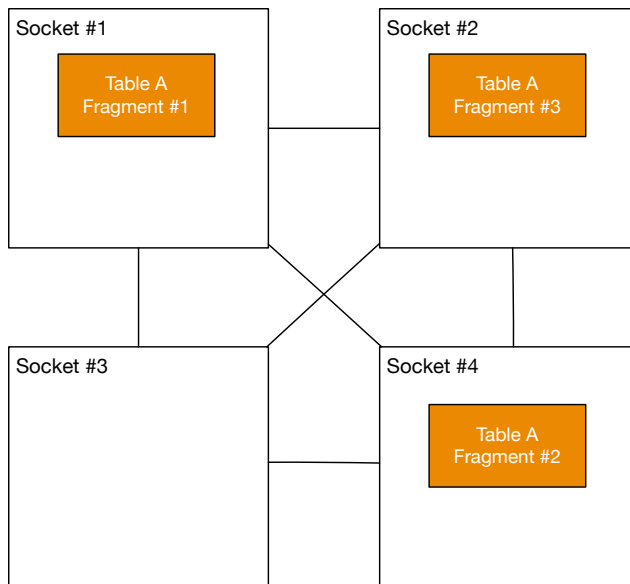 Socket #1
Table A
Fragment #1
Socket #2
Table A
Fragment #3
Socket #3
Socket #4
Table A
Fragment #2